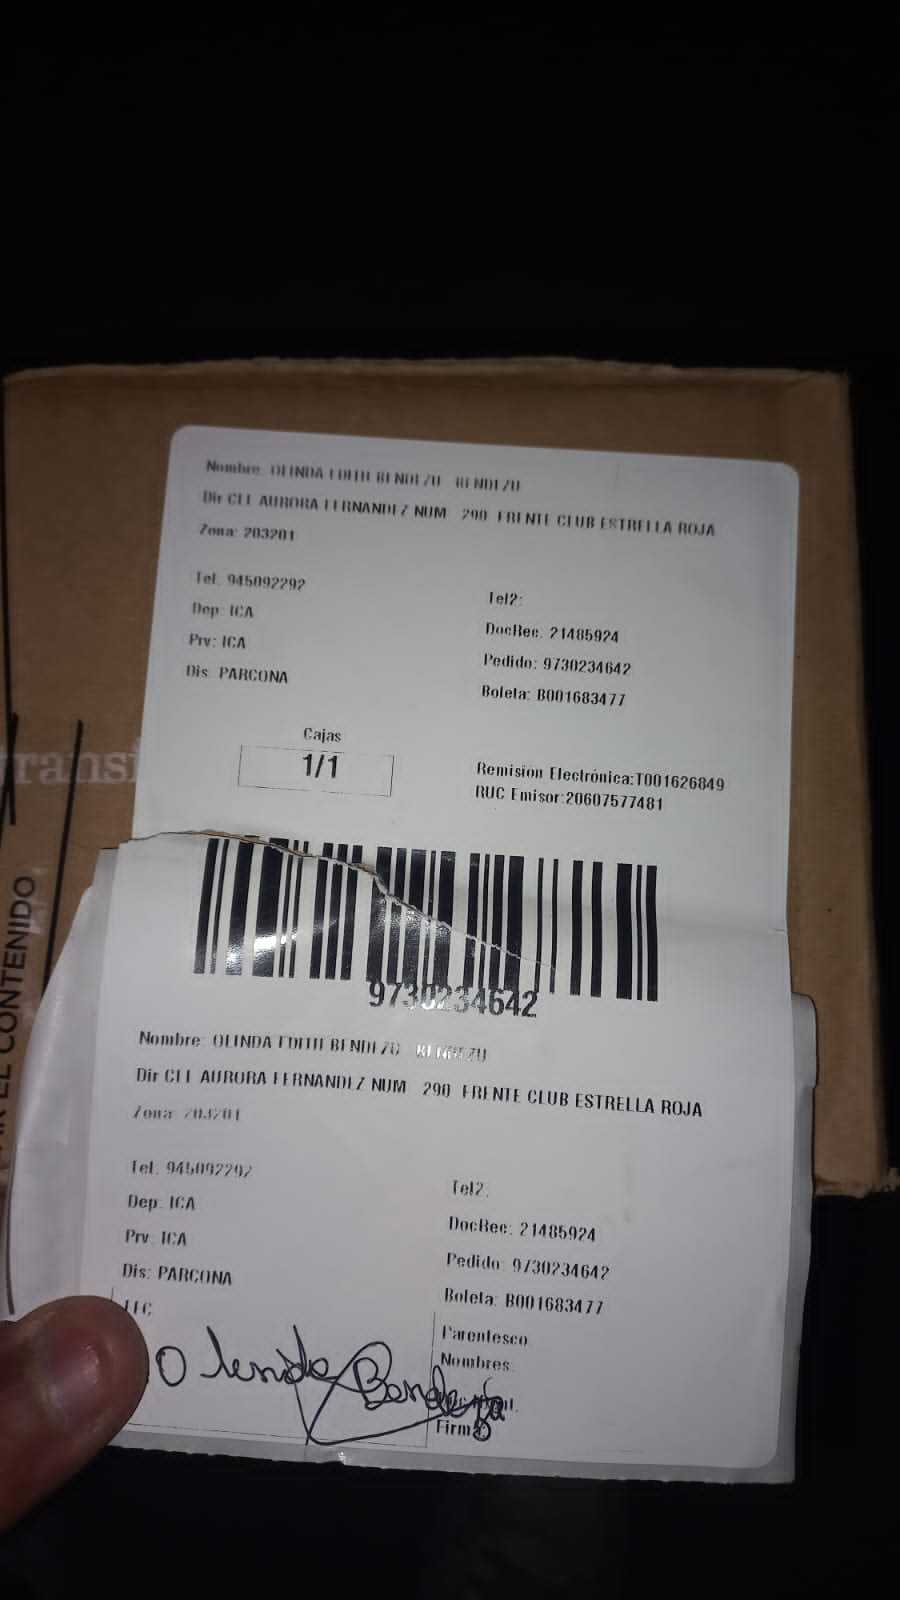 Nombre: OLINDA EDITH BENDEZU BENDEZU
Dir CLL AURORA FERNANDEZ NUM 290 FRENTE CLUB ESTRELLA ROJA
Zona: 203201
Tel: 945092292
Tel2:
Dep: ICA
DocRec: 21485924
Prv: ICA
Pedido: 9730234642
Dis: PARCONA
Boleta: B001683477
Cajas
1/1
Remisión Electrónica:T001626849
RUC Emisor:20607577481
transi
EL CONTENIDO
9730234642
Nombre: OLINDA EDITH BENDEZU BENDEZU
Dir CLL AURORA FERNANDEZ NUM 290 FRENTE CLUB ESTRELLA ROJA
Zona: 203201
Tel: 945092292
Tel2:
Dep: ICA
DocRec: 21485924
Prv: ICA
Pedido: 9730234642
Dis: PARCONA
Boleta: B001683477
Parentesco:
Nombres:
Firma: